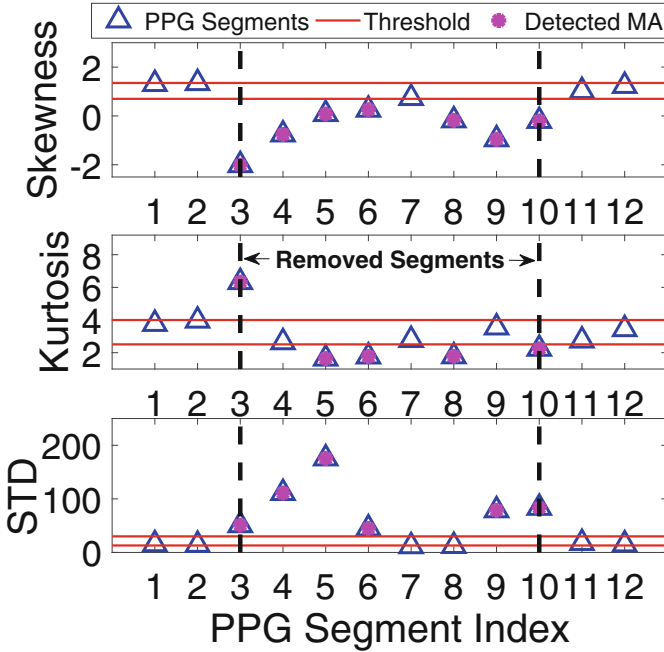 PPG Segments Threshold Detected MA
Skewness
2
0
-2
1 2 3 4 5 6 7 8 9 10 11 12
Kurtosis
8
6
4
2
Removed Segments
1 2 3 4 5 6 7 8 9 10 11 12
STD
200
100
0
1 2 3 4 5 6 7 8 9 10 11 12
PPG Segment Index